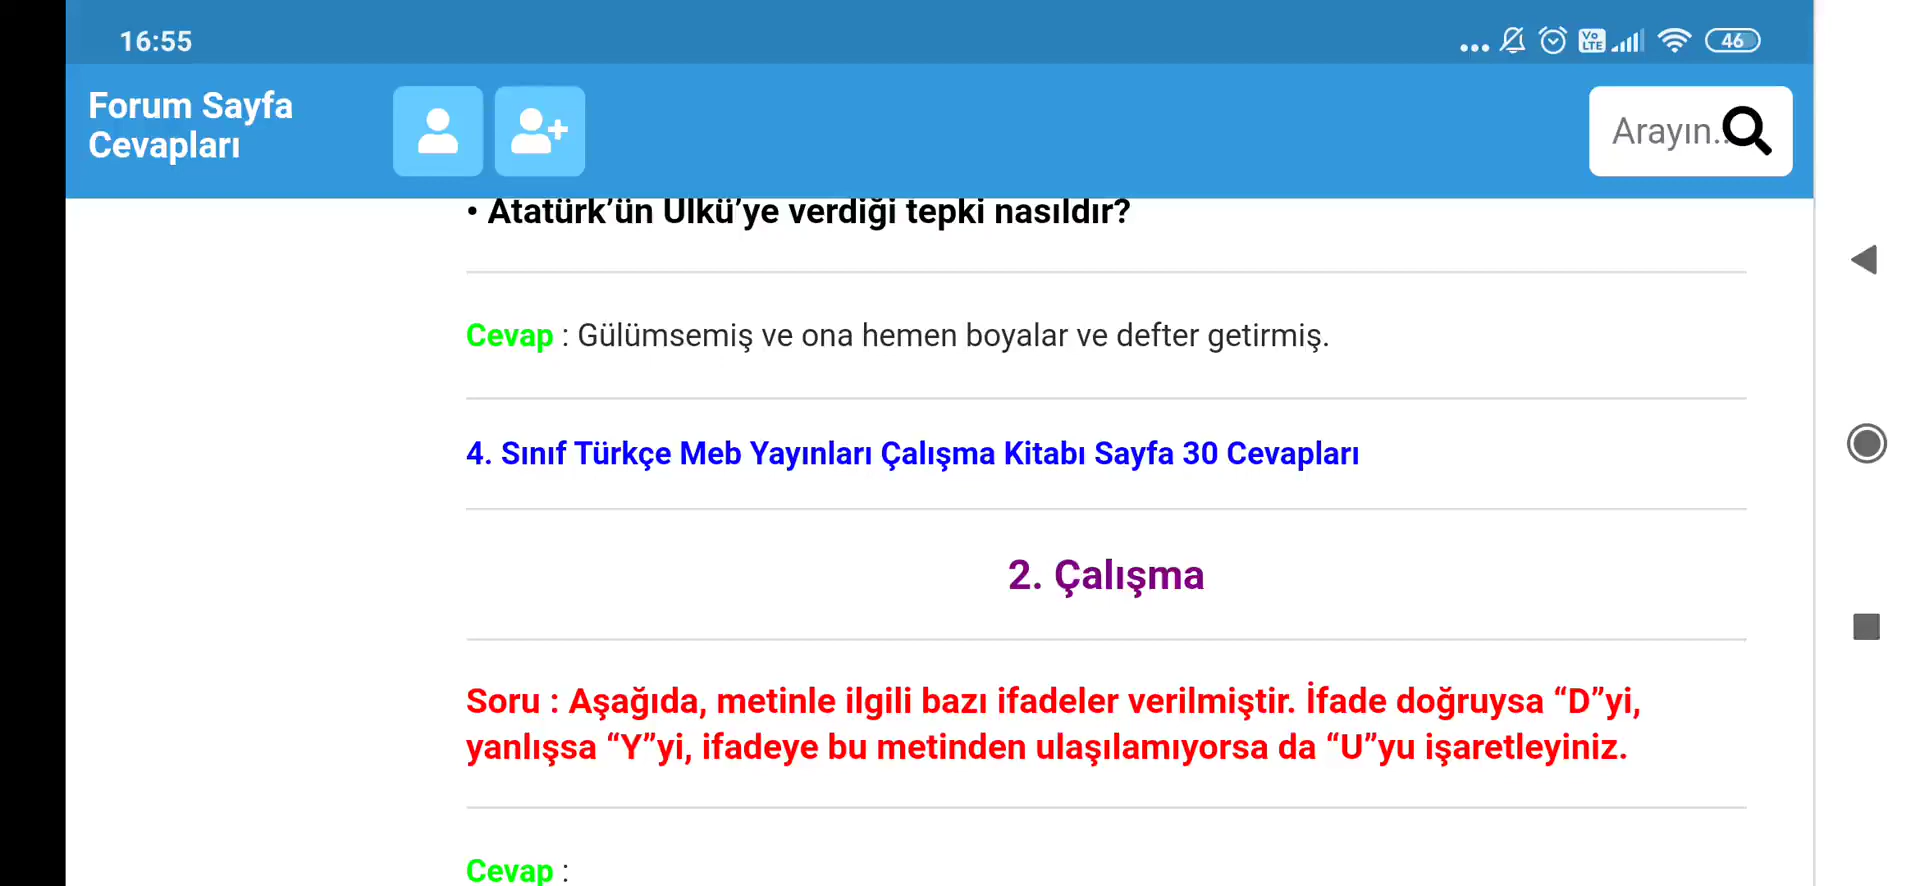 16:55
Vo LTE
46
Forum Sayfa
Cevapları
Arayın..
• Atatürk’ün Ülkü’ye verdiği tepki nasıldır?
Cevap : Gülümsemiş ve ona hemen boyalar ve defter getirmiş.
4. Sınıf Türkçe Meb Yayınları Çalışma Kitabı Sayfa 30 Cevapları
2. Çalışma
Soru : Aşağıda, metinle ilgili bazı ifadeler verilmiştir. İfade doğruysa “D”yi,
yanlışsa “Y”yi, ifadeye bu metinden ulaşılamıyorsa da “U”yu işaretleyiniz.
Cevap :